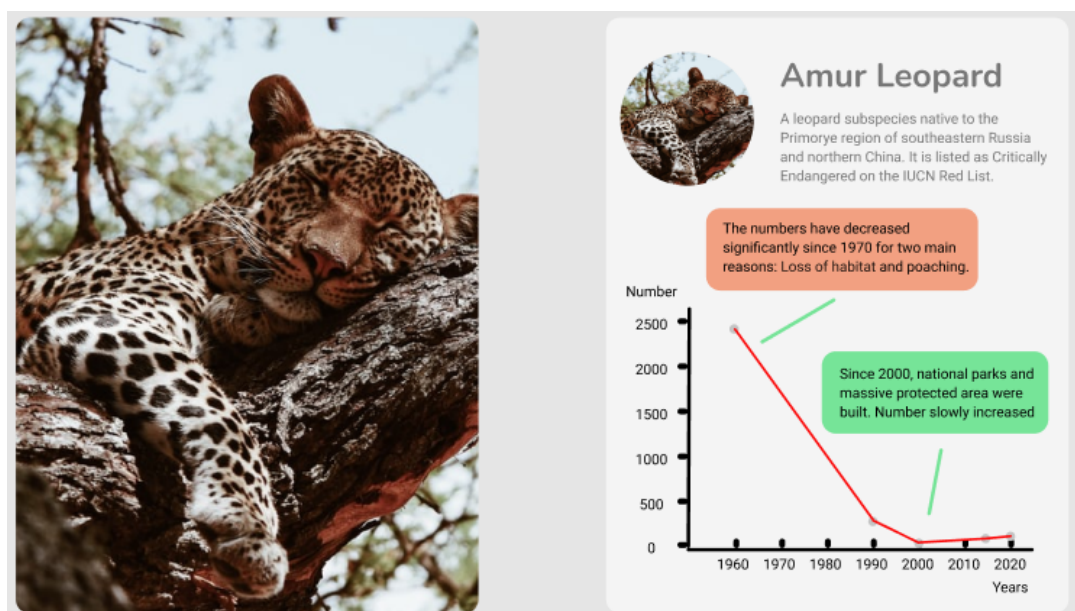 Amur Leopard
A leopard subspecies native to the
Primorye region of southeastern Russia
and northern China. It is listed as Critically
Endangered on the IUCN Red List.
The numbers have decreased
significantly since 1970 for two main
reasons: Loss of habitat and poaching.
Number
2500
2000
1500
1000
500
0
Since 2000, national parks and
massive protected area were
built. Number slowly increased
1960 1970 1980 1990 2000 2010 2020
Years